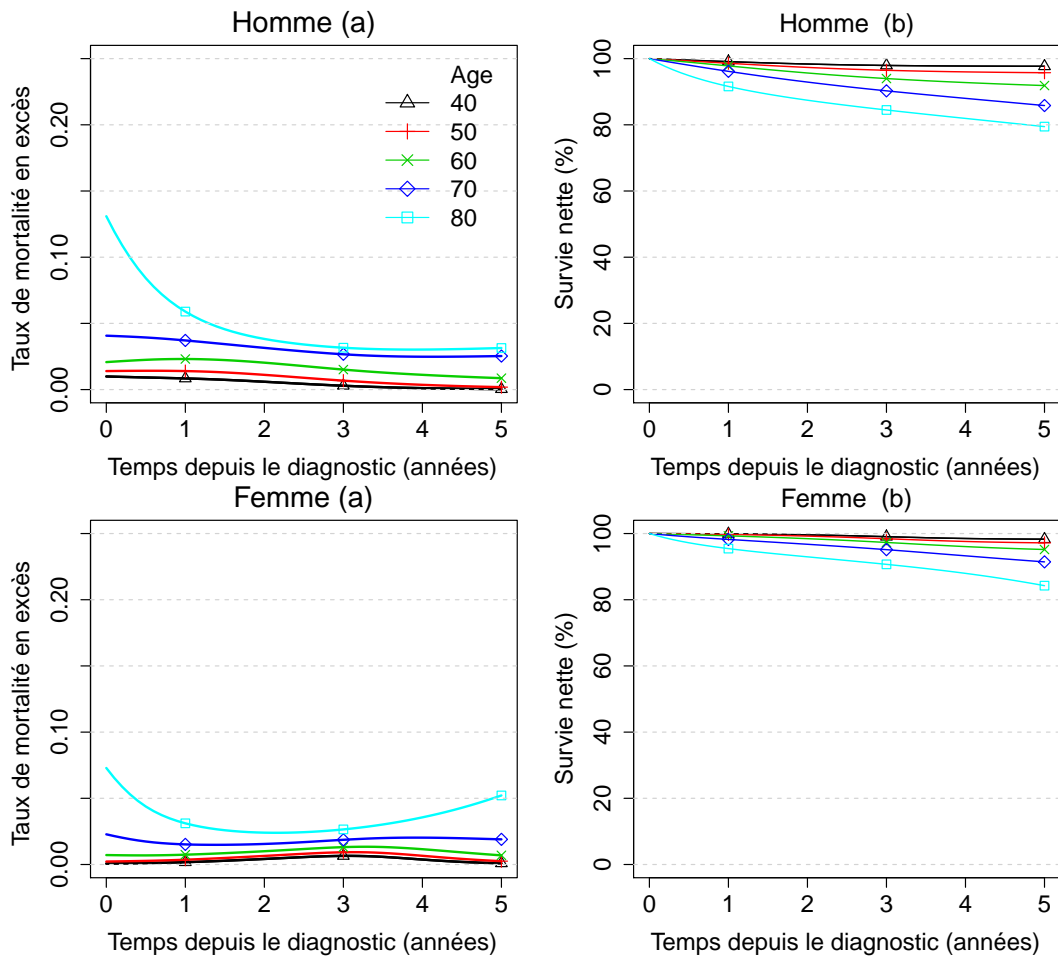 Homme (a)
Taux de mortalité en excès
0.00 0.10 0.20
Age
40
50
60
70
80
0 1 2 3 4 5
Temps depuis le diagnostic (années)
Homme (b)
Survie nette (%)
0 20 40 60 80 100
0 1 2 3 4 5
Temps depuis le diagnostic (années)
Femme (a)
Taux de mortalité en excès
0.00 0.10 0.20
0 1 2 3 4 5
Temps depuis le diagnostic (années)
Femme (b)
Survie nette (%)
0 20 40 60 80 100
0 1 2 3 4 5
Temps depuis le diagnostic (années)